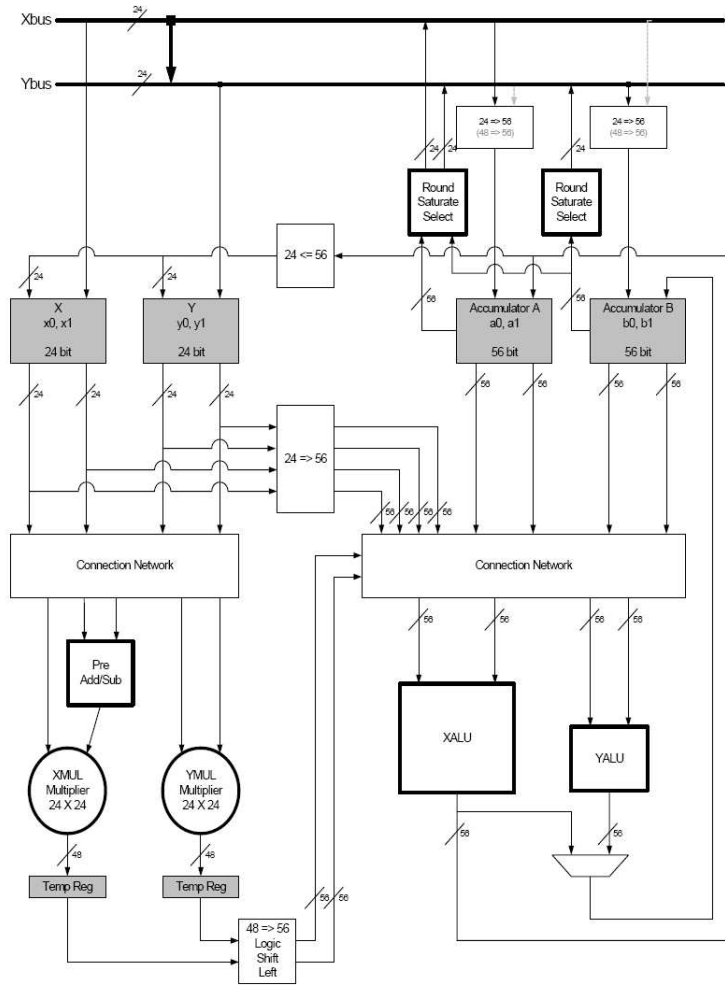 Xbus
24
Ybus
24
24 => 56
(48 => 56)
24 => 56
(48 => 56)
24
24
24
Round
Saturate
Select
Round
Saturate
Select
24 <= 56
24
24
56
56
X
x0, x1
24 bit
Y
y0, y1
24 bit
Accumulator A
a0, a1
56 bit
Accumulator B
b0, b1
56 bit
24
24
24
24
56
56
56
56
24 => 56
56
56
56
56
Connection Network
Connection Network
56
56
56
56
Pre
Add/Sub
XALU
YALU
XMUL
Multiplier
24 X 24
YMUL
Multiplier
24 X 24
56
56
48
48
Temp Reg
Temp Reg
56
56
48 => 56
Logic
Shift
Left